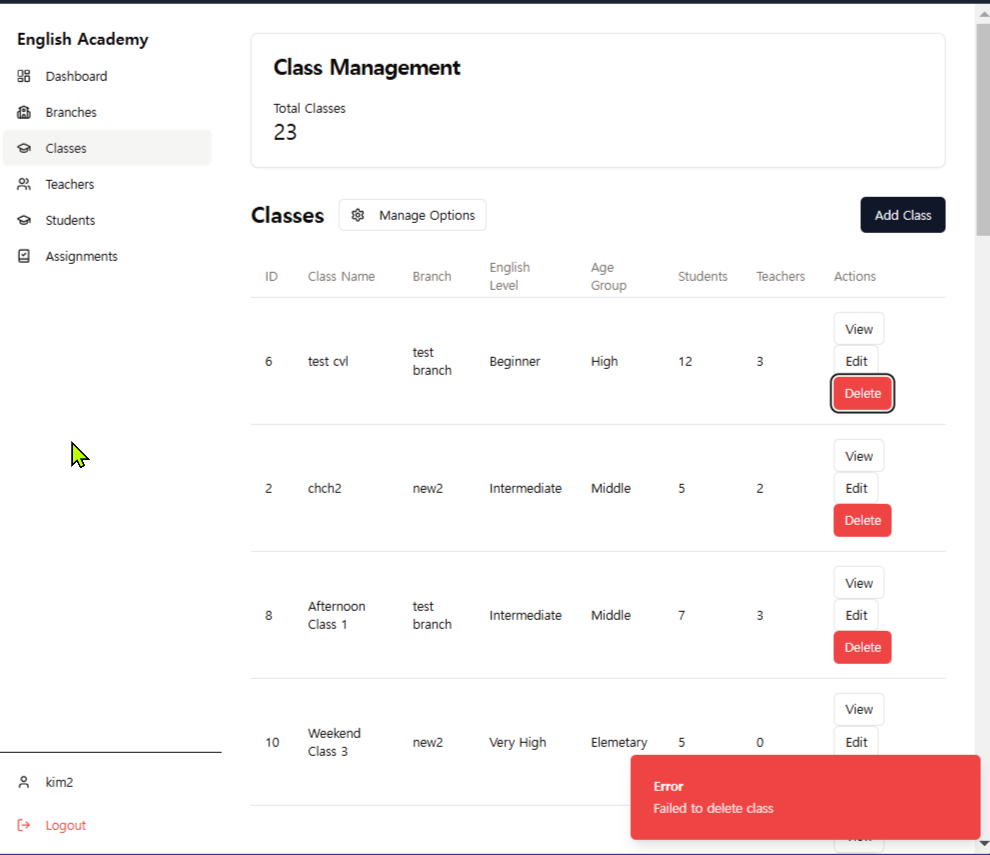 English Academy
Dashboard
Branches
Classes
Teachers
Students
Assignments
kim2
Logout
Class Management
Total Classes
23
Classes
Manage Options
Add Class
ID Class Name Branch English Level Age Group Students Teachers Actions
6 test cvl test branch Beginner High 12 3
View
Edit
Delete
2 chch2 new2 Intermediate Middle 5 2
View
Edit
Delete
8 Afternoon Class 1 test branch Intermediate Middle 7 3
View
Edit
Delete
10 Weekend Class 3 new2 Very High Elemetary 5 0
View
Edit
Error
Failed to delete class